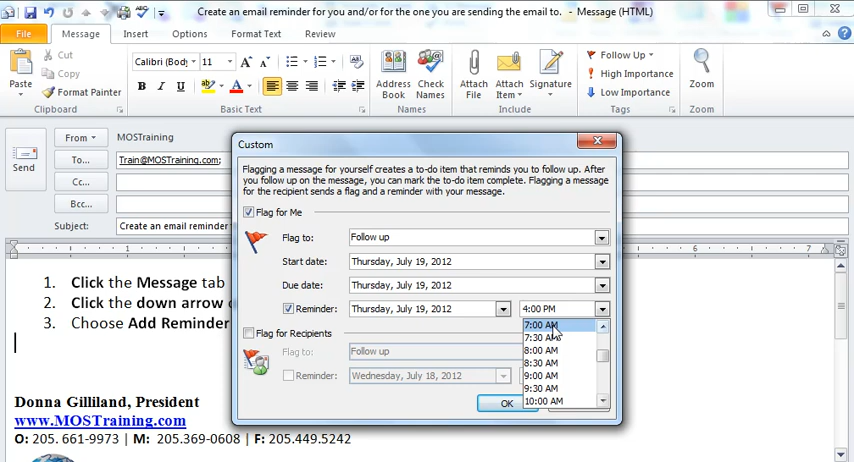 Create an email reminder for you and/or for the one you are sending the email to. - Message (HTML)
File Message Insert Options Format Text Review
Cut
Copy
Format Painter
Paste
Clipboard
Calibri (Bod 11
B I U
Basic Text
Address Book
Check Names
Names
Attach File
Attach Item
Signature
Include
Follow Up
High Importance
Low Importance
Tags
Zoom
Zoom
Send
From MOSTraining
To... Train@MOSTraining.com;
Cc...
Bcc...
Subject: Create an email reminder
Custom
Flagging a message for yourself creates a to-do item that reminds you to follow up. After
you follow up on the message, you can mark the to-do item complete. Flagging a message
for the recipient sends a flag and a reminder with your message.
Flag for Me
Flag to: Follow up
Start date: Thursday, July 19, 2012
Due date: Thursday, July 19, 2012
Reminder: Thursday, July 19, 2012 4:00 PM
7:00 AM
7:30 AM
8:00 AM
8:30 AM
9:00 AM
9:30 AM
10:00 AM
Flag for Recipients
Flag to: Follow up
Reminder: Wednesday, July 18, 2012
OK
1 6 7
1. Click the Message tab
2. Click the down arrow
3. Choose Add Reminder
Donna Gilliland, President
www.MOSTraining.com
O: 205. 661-9973 | M: 205.369-0608 | F: 205.449.5242